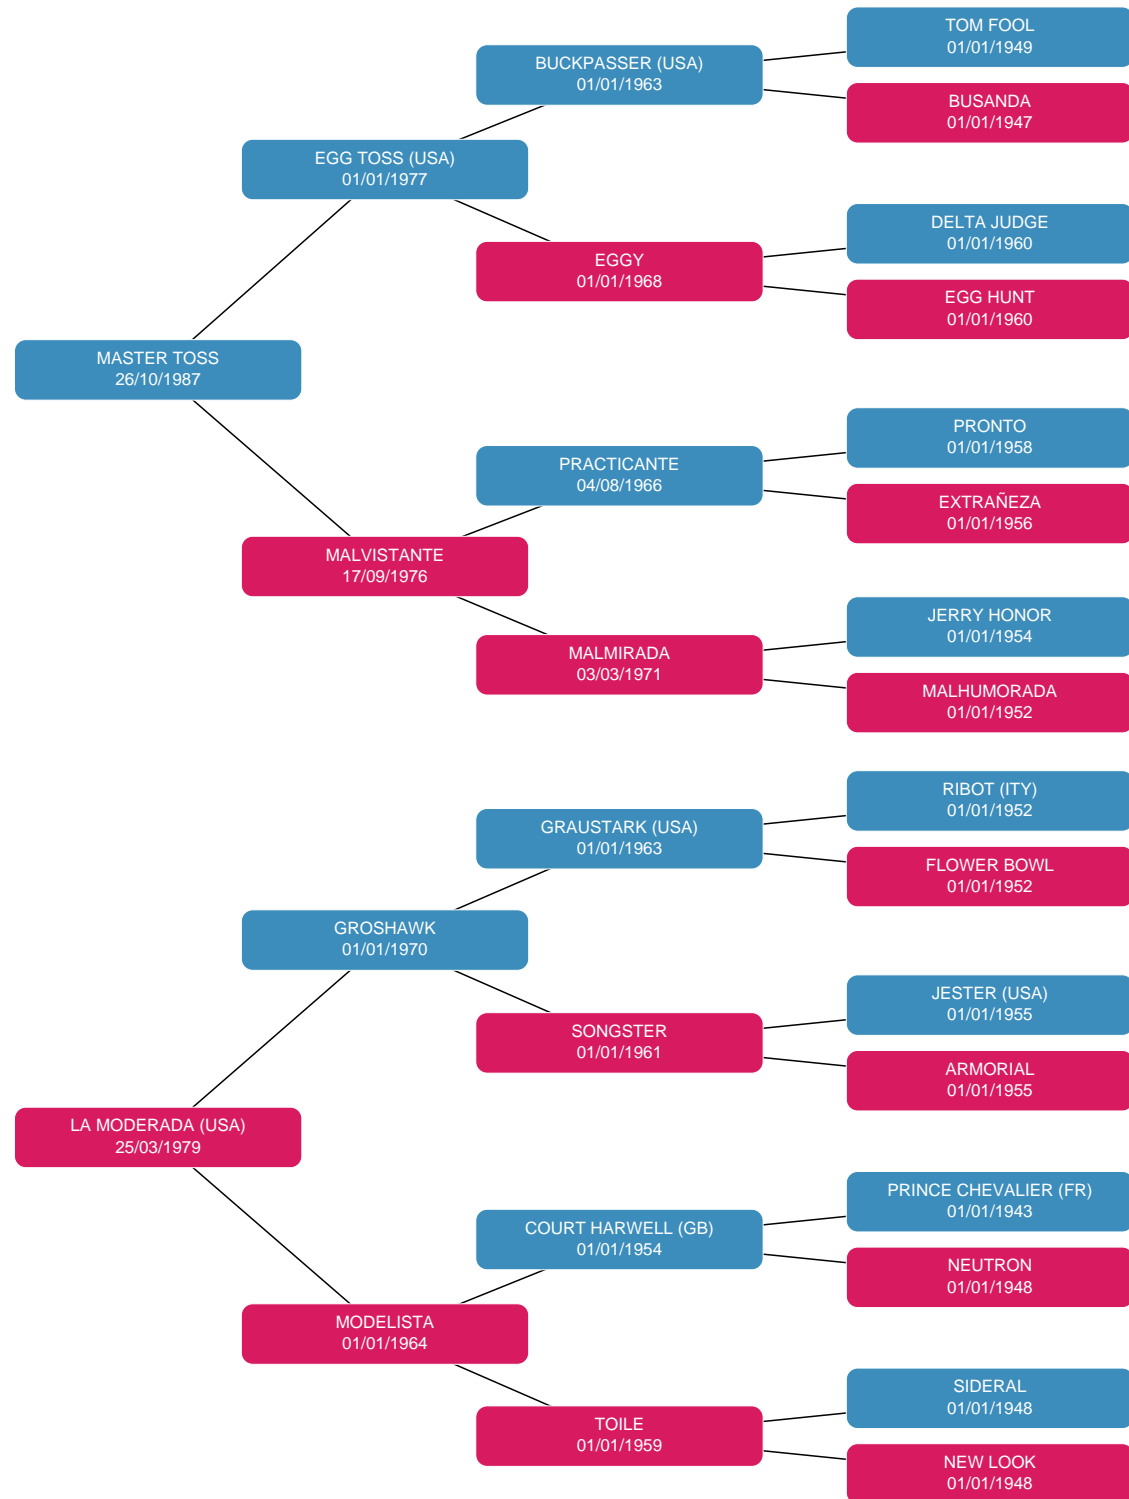 TOM FOOL
01/01/1949
BUCKPASSER (USA)
01/01/1963
BUSANDA
01/01/1947
EGG TOSS (USA)
01/01/1977
DELTA JUDGE
01/01/1960
EGGY
01/01/1968
EGG HUNT
01/01/1960
MASTER TOSS
26/10/1987
PRONTO
01/01/1958
PRACTICANTE
04/08/1966
EXTRAÑEZA
01/01/1956
MALVISTANTE
17/09/1976
JERRY HONOR
01/01/1954
MALMIRADA
03/03/1971
MALHUMORADA
01/01/1952
RIBOT (ITY)
01/01/1952
GRAUSTARK (USA)
01/01/1963
FLOWER BOWL
01/01/1952
GROSHAWK
01/01/1970
JESTER (USA)
01/01/1955
SONGSTER
01/01/1961
ARMORIAL
01/01/1955
LA MODERADA (USA)
25/03/1979
PRINCE CHEVALIER (FR)
01/01/1943
COURT HARWELL (GB)
01/01/1954
NEUTRON
01/01/1948
MODELISTA
01/01/1964
SIDERAL
01/01/1948
TOILE
01/01/1959
NEW LOOK
01/01/1948